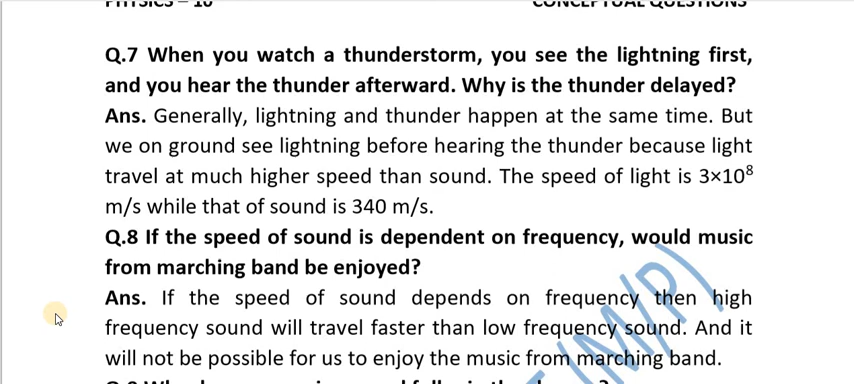 PHYSICS – 10 CONCEPTUAL QUESTIONS
Q.7 When you watch a thunderstorm, you see the lightning first,
and you hear the thunder afterward. Why is the thunder delayed?
Ans. Generally, lightning and thunder happen at the same time. But
we on ground see lightning before hearing the thunder because light
travel at much higher speed than sound. The speed of light is 3×10⁸
m/s while that of sound is 340 m/s.
Q.8 If the speed of sound is dependent on frequency, would music
from marching band be enjoyed?
Ans. If the speed of sound depends on frequency then high
frequency sound will travel faster than low frequency sound. And it
will not be possible for us to enjoy the music from marching band.
(M/P)